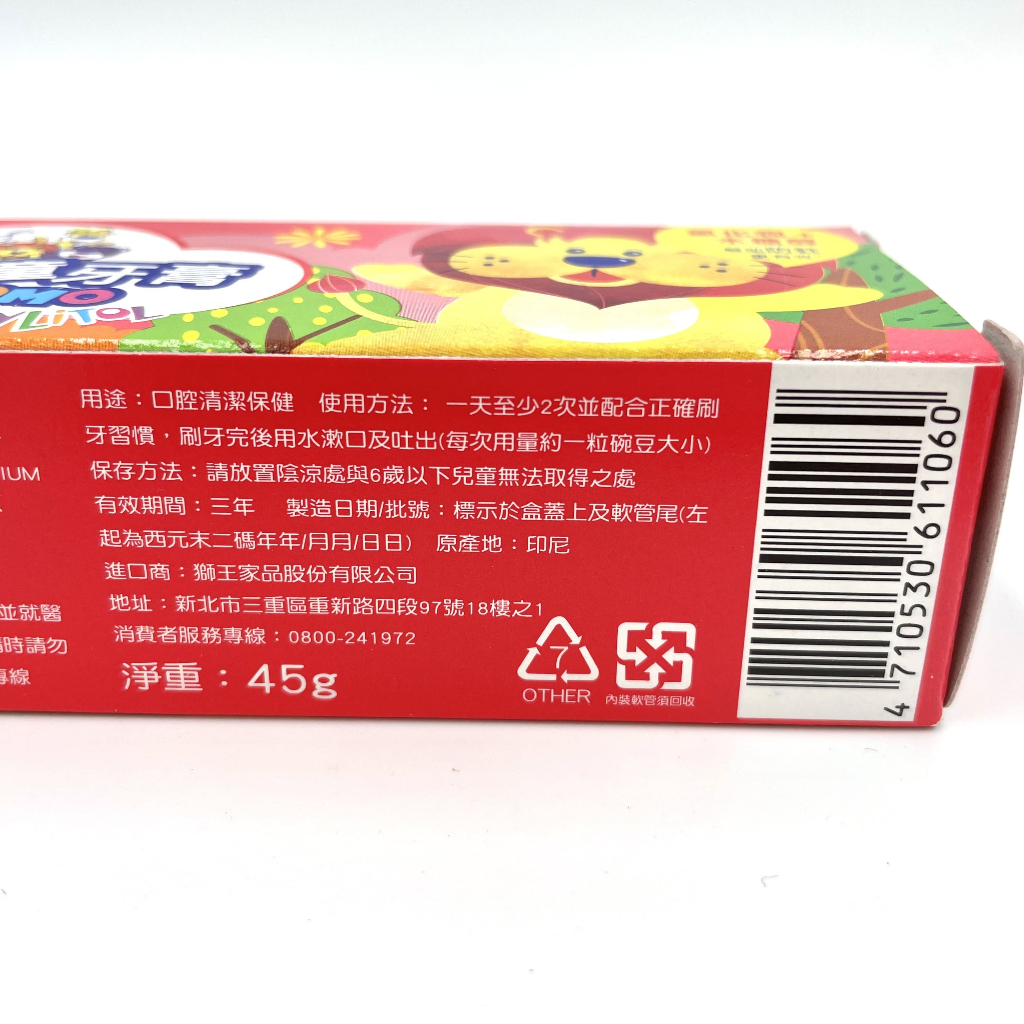 牙膏
用途：口腔清潔保健 使用方法： 一天至少2次並配合正確刷
牙習慣，刷牙完後用水漱口及吐出(每次用量約一粒碗豆大小)
IUM
保存方法：請放置陰涼處與6歲以下兒童無法取得之處
有效期間：三年 製造日期/批號：標示於盒蓋上及軟管尾(左
起為西元末二碼年年/月月/日日) 原產地：印尼
進口商：獅王家品股份有限公司
並就醫
地址：新北市三重區重新路四段97號18樓之1
時請勿
消費者服務專線：0800-241972
專線
淨重：45g
7
OTHER
內裝軟管須回收
4 710530 611060